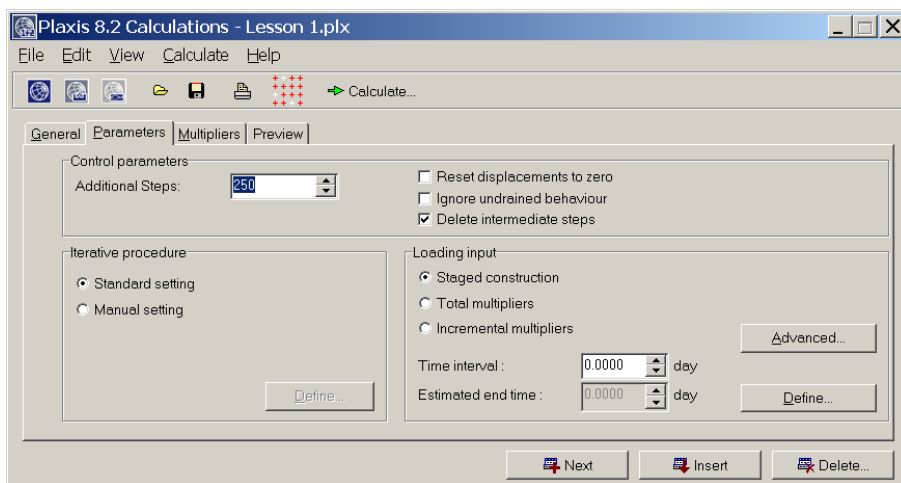 Plaxis 8.2 Calculations - Lesson 1.plx
File Edit View Calculate Help
Calculate...
General Parameters Multipliers Preview
Control parameters
Additional Steps: 250
Reset displacements to zero
Ignore undrained behaviour
Delete intermediate steps
Iterative procedure
Standard setting
Manual setting
Define...
Loading input
Staged construction
Total multipliers
Incremental multipliers
Advanced...
Time interval : 0.0000 day
Estimated end time : 0.0000 day
Define...
Next Insert Delete...